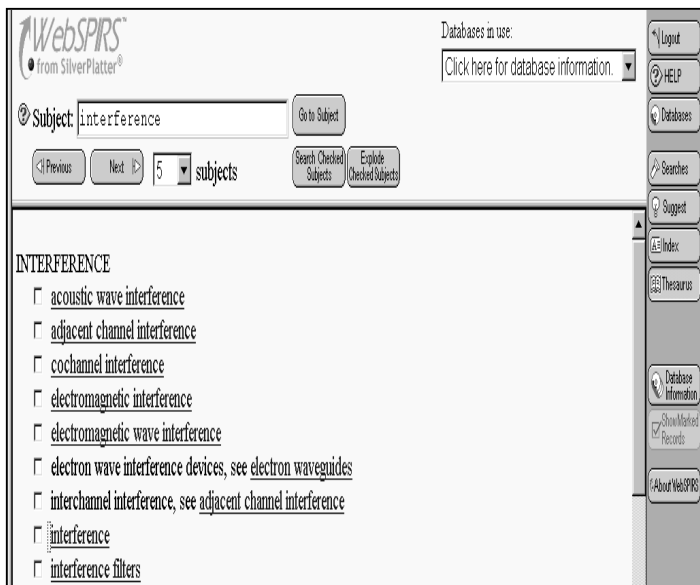 WebSPIRS™
from SilverPlatter®
Databases in use:
Click here for database information.
Subject: interference
Go to Subject
Previous
Next
5
subjects
Search Checked
Subjects
Explode
Checked Subjects
INTERFERENCE
acoustic wave interference
adjacent channel interference
cochannel interference
electromagnetic interference
electromagnetic wave interference
electron wave interference devices, see electron waveguides
interchannel interference, see adjacent channel interference
interference
interference filters
Logout
HELP
Databases
Searches
Suggest
Index
Thesaurus
Database
Information
Show Marked
Records
About WebSPIRS